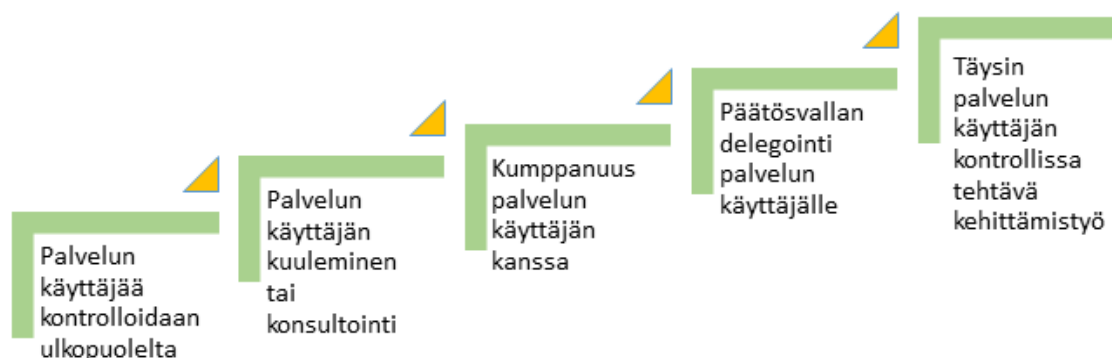 Palvelun
käyttäjää
kontrolloidaan
ulkopuolelta
Palvelun
käyttäjän
kuuleminen
tai
konsultointi
Kumppanuus
palvelun
käyttäjän
kanssa
Päätösvallan
delegointi
palvelun
käyttäjälle
Täysin
palvelun
käyttäjän
kontrollissa
tehtävä
kehittämistyö